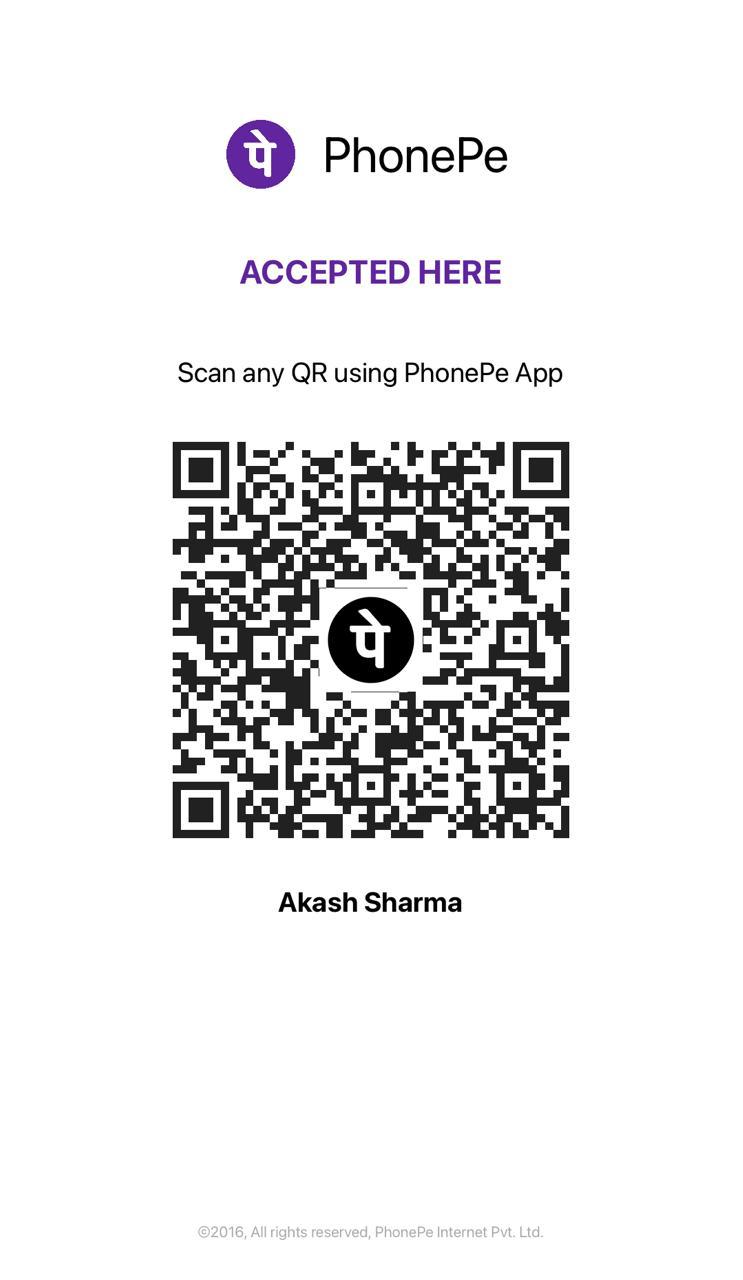 पे PhonePe
ACCEPTED HERE
Scan any QR using PhonePe App
पे
Akash Sharma
©2016, All rights reserved, PhonePe Internet Pvt. Ltd.